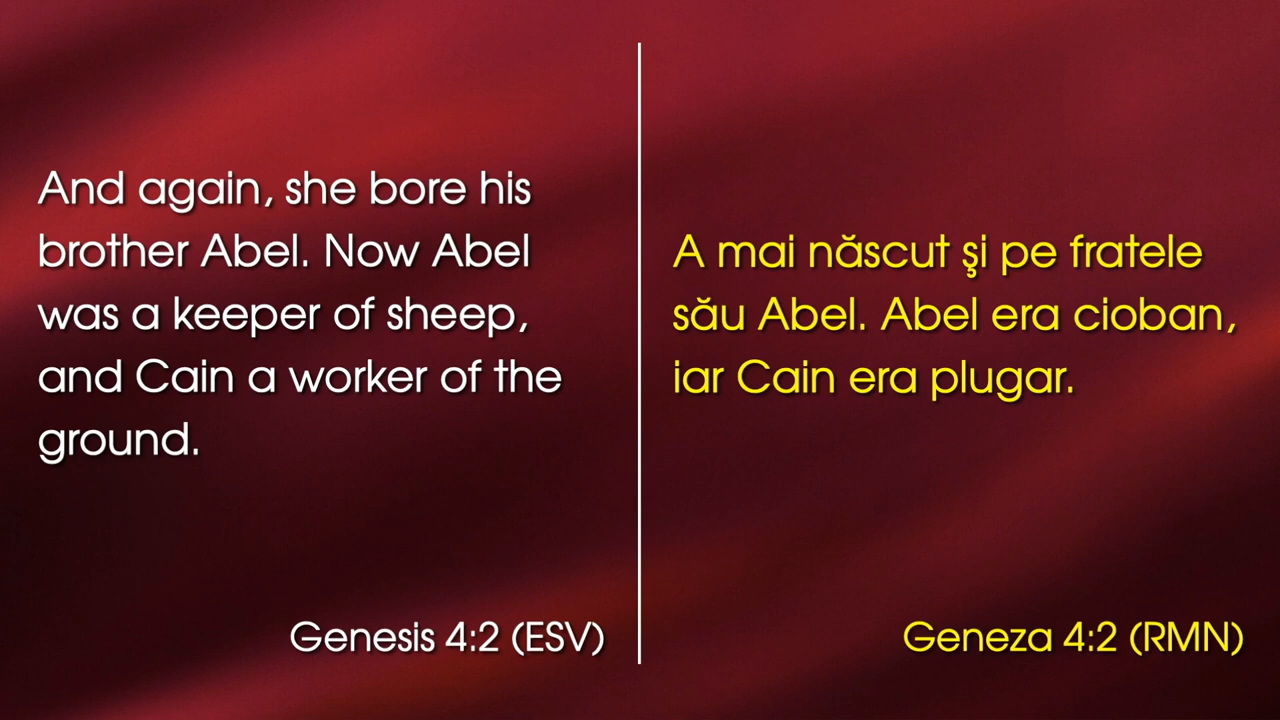 And again, she bore his
brother Abel. Now Abel
was a keeper of sheep,
and Cain a worker of the
ground.
Genesis 4:2 (ESV)
A mai născut şi pe fratele
său Abel. Abel era cioban,
iar Cain era plugar.
Geneza 4:2 (RMN)